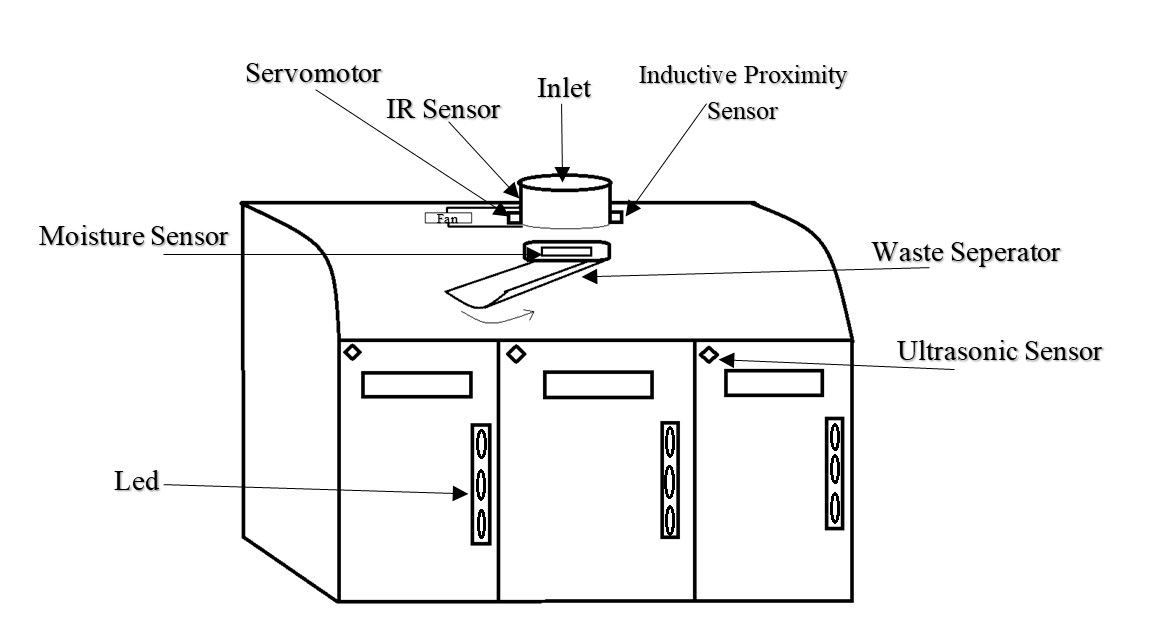 Servomotor
IR Sensor
Inlet
Inductive Proximity
Sensor
Fan
Moisture Sensor
Waste Seperator
Ultrasonic Sensor
Led